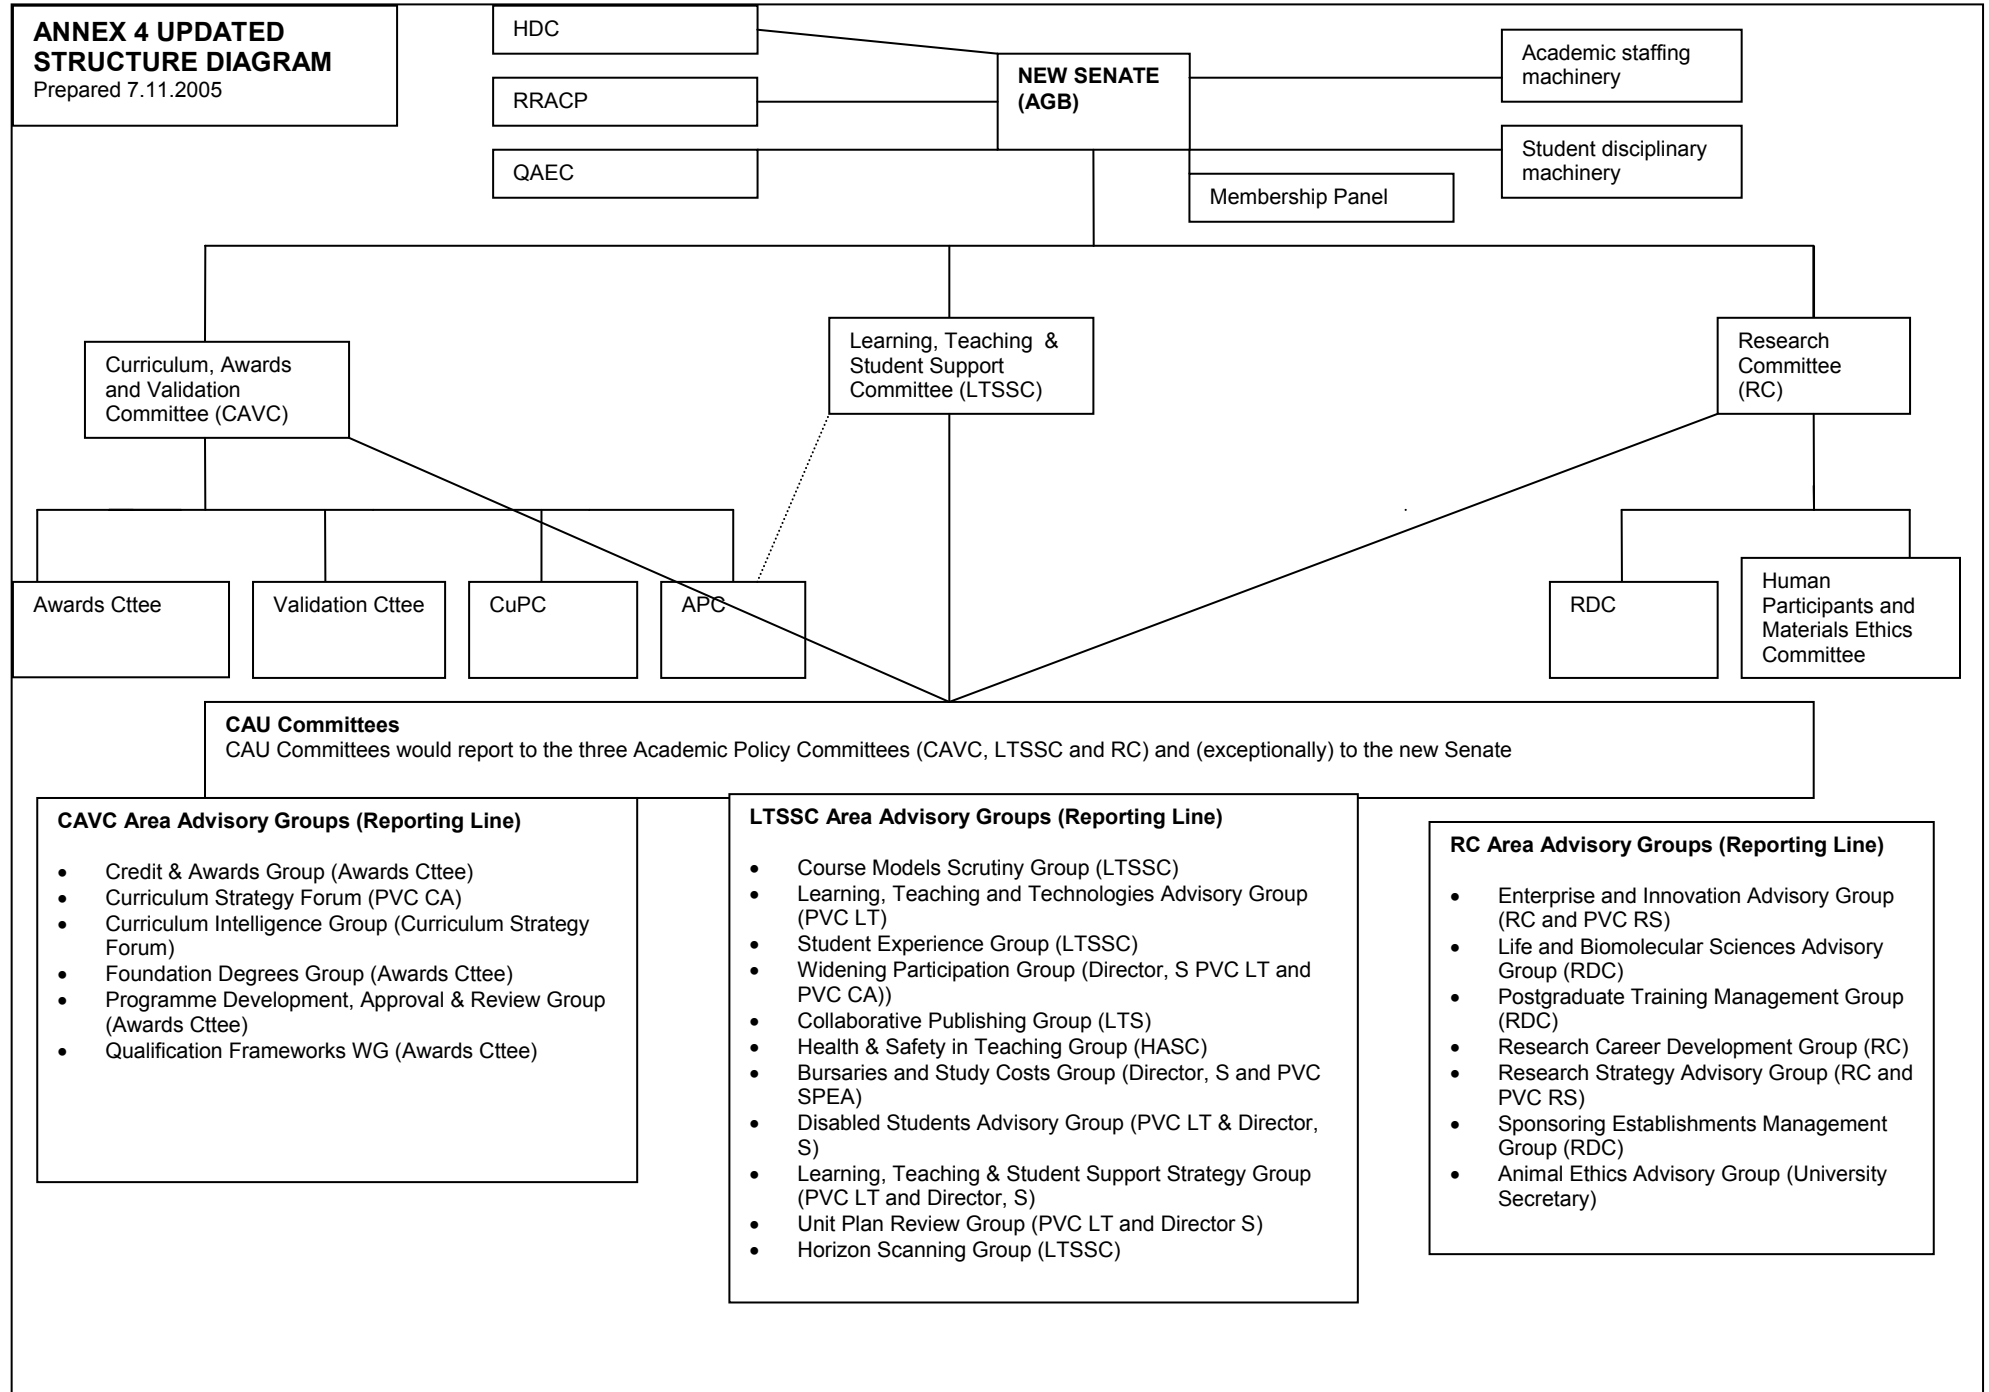 ANNEX 4 UPDATED
STRUCTURE DIAGRAM
Prepared 7.11.2005
HDC
RRACP
QAEC
NEW SENATE
(AGB)
Academic staffing
machinery
Student disciplinary
machinery
Membership Panel
Curriculum, Awards
and Validation
Committee (CAVC)
Learning, Teaching &
Student Support
Committee (LTSSC)
Research
Committee
(RC)
Awards Cttee
Validation Cttee
CuPC
APC
RDC
Human
Participants and
Materials Ethics
Committee
CAU Committees
CAU Committees would report to the three Academic Policy Committees (CAVC, LTSSC and RC) and (exceptionally) to the new Senate
CAVC Area Advisory Groups (Reporting Line)
• Credit & Awards Group (Awards Cttee)
• Curriculum Strategy Forum (PVC CA)
• Curriculum Intelligence Group (Curriculum Strategy
Forum)
• Foundation Degrees Group (Awards Cttee)
• Programme Development, Approval & Review Group
(Awards Cttee)
• Qualification Frameworks WG (Awards Cttee)
LTSSC Area Advisory Groups (Reporting Line)
• Course Models Scrutiny Group (LTSSC)
• Learning, Teaching and Technologies Advisory Group
(PVC LT)
• Student Experience Group (LTSSC)
• Widening Participation Group (Director, S PVC LT and
PVC CA))
• Collaborative Publishing Group (LTS)
• Health & Safety in Teaching Group (HASC)
• Bursaries and Study Costs Group (Director, S and PVC
SPEA)
• Disabled Students Advisory Group (PVC LT & Director,
S)
• Learning, Teaching & Student Support Strategy Group
(PVC LT and Director, S)
• Unit Plan Review Group (PVC LT and Director S)
• Horizon Scanning Group (LTSSC)
RC Area Advisory Groups (Reporting Line)
• Enterprise and Innovation Advisory Group
(RC and PVC RS)
• Life and Biomolecular Sciences Advisory
Group (RDC)
• Postgraduate Training Management Group
(RDC)
• Research Career Development Group (RC)
• Research Strategy Advisory Group (RC and
PVC RS)
• Sponsoring Establishments Management
Group (RDC)
• Animal Ethics Advisory Group (University
Secretary)